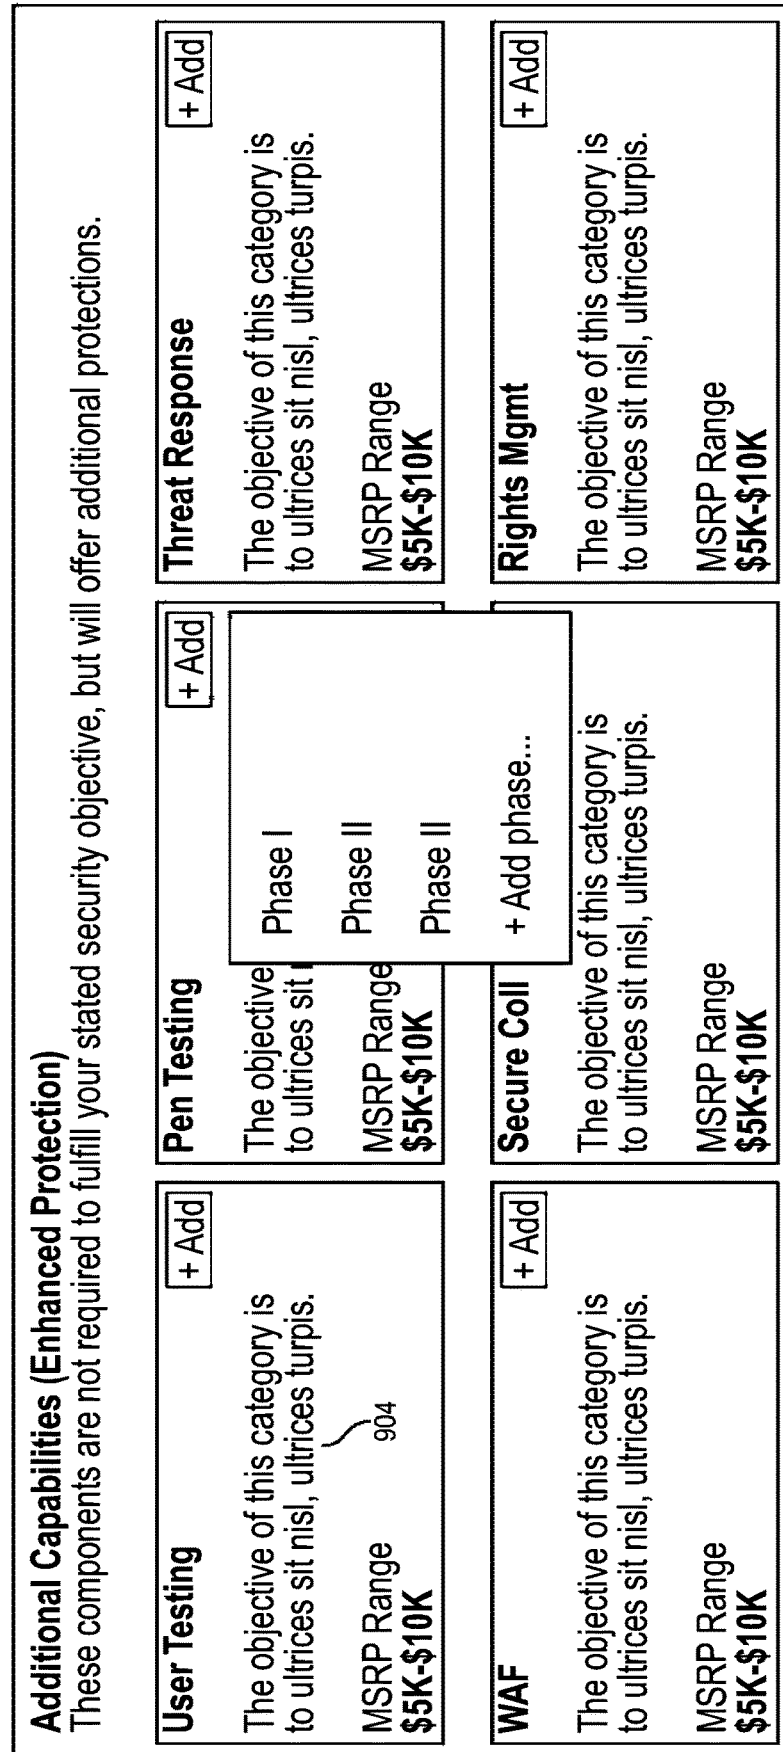 Additional Capabilities (Enhanced Protection)
These components are not required to fulfill your stated security objective, but will offer additional protections.
User Testing
+ Add
The objective of this category is
to ultrices sit nisl, ultrices turpis.
904
MSRP Range
$5K-$10K
Pen Testing
+ Add
The objective
to ultrices sit
MSRP Range
$5K-$10K
Phase I
Phase II
Phase II
+ Add phase...
Threat Response
+ Add
The objective of this category is
to ultrices sit nisl, ultrices turpis.
MSRP Range
$5K-$10K
WAF
+ Add
The objective of this category is
to ultrices sit nisl, ultrices turpis.
MSRP Range
$5K-$10K
Secure Coll
The objective of this category is
to ultrices sit nisl, ultrices turpis.
MSRP Range
$5K-$10K
Rights Mgmt
+ Add
The objective of this category is
to ultrices sit nisl, ultrices turpis.
MSRP Range
$5K-$10K